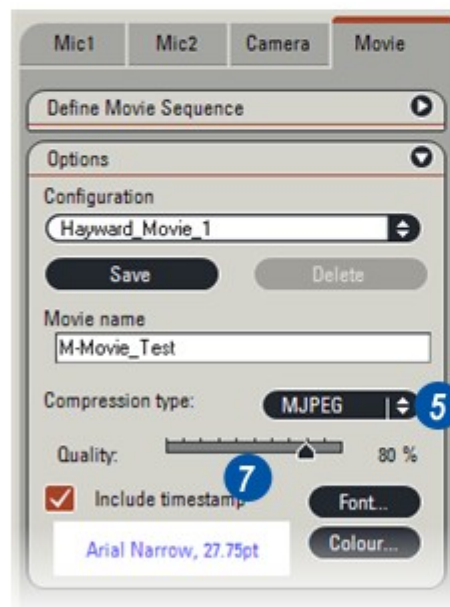 Mic1 Mic2 Camera Movie
Define Movie Sequence
Options
Configuration
Hayward_Movie_1
Save Delete
Movie name
M-Movie_Test
Compression type: MJPEG 5
Quality: 80 %
7
Include timestamp Font...
Arial Narrow, 27.75pt Colour...